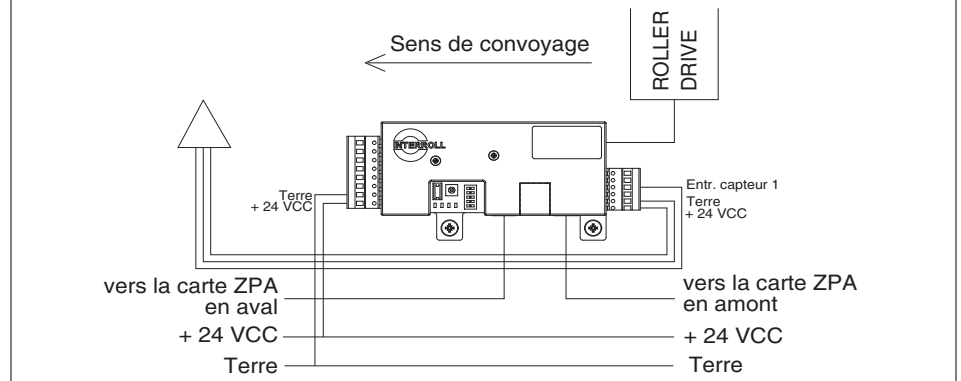 Sens de convoyage
ROLLER
DRIVE
INTERROLL
Terre
+ 24 VCC
Entr. capteur 1
Terre
+ 24 VCC
vers la carte ZPA
en aval
vers la carte ZPA
en amont
+ 24 VCC
+ 24 VCC
Terre
Terre